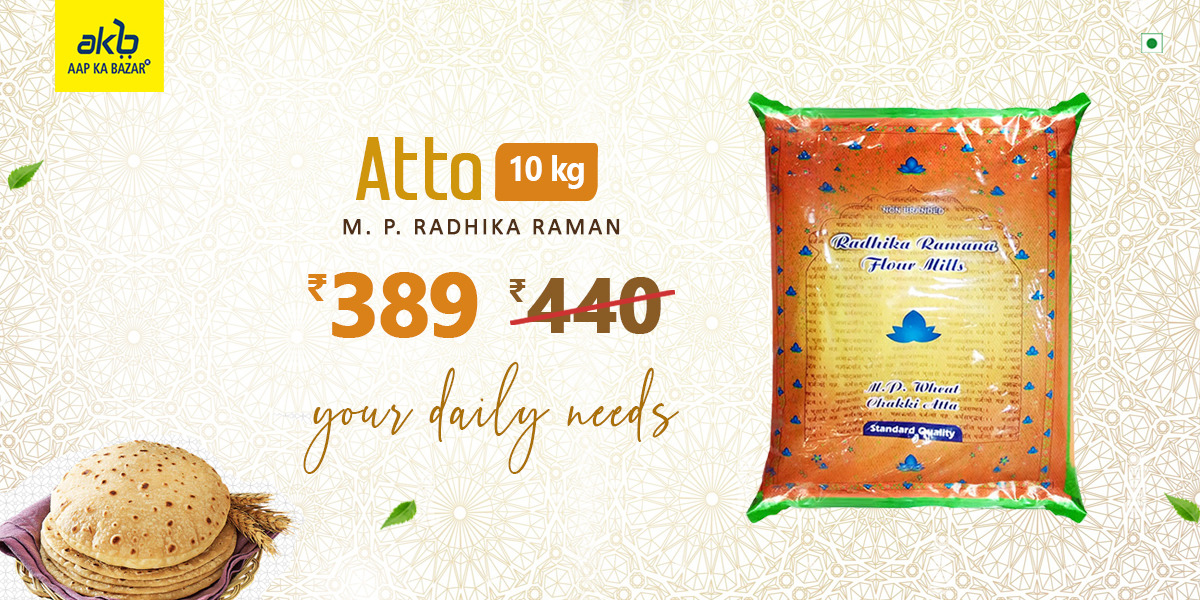 akb
AAP KA BAZAR
Atta 10 kg
M. P. RADHIKA RAMAN
₹389 ₹440
your daily needs
NON BRANDED
Radhika Ramana
Flour Mills
M.P. Wheat
Chakki Atta
Standard Quality